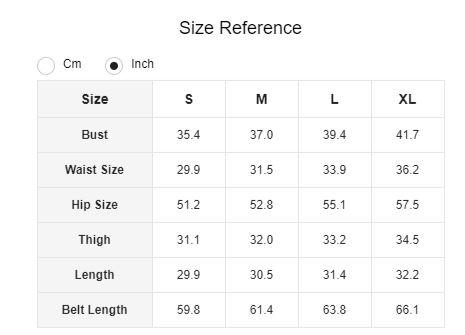 Size Reference
Cm Inch
Size S M L XL
Bust 35.4 37.0 39.4 41.7
Waist Size 29.9 31.5 33.9 36.2
Hip Size 51.2 52.8 55.1 57.5
Thigh 31.1 32.0 33.2 34.5
Length 29.9 30.5 31.4 32.2
Belt Length 59.8 61.4 63.8 66.1